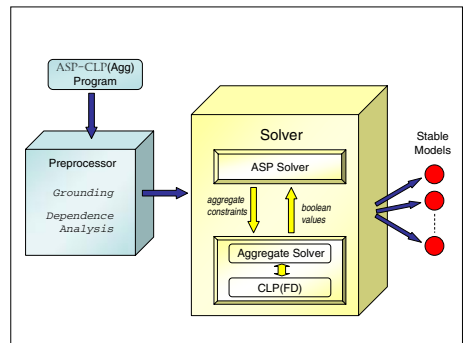 ASP-CLP(Agg)
Program
Preprocessor
Grounding
Dependence
Analysis
Solver
ASP Solver
aggregate
constraints
boolean
values
Aggregate Solver
CLP(FD)
Stable
Models